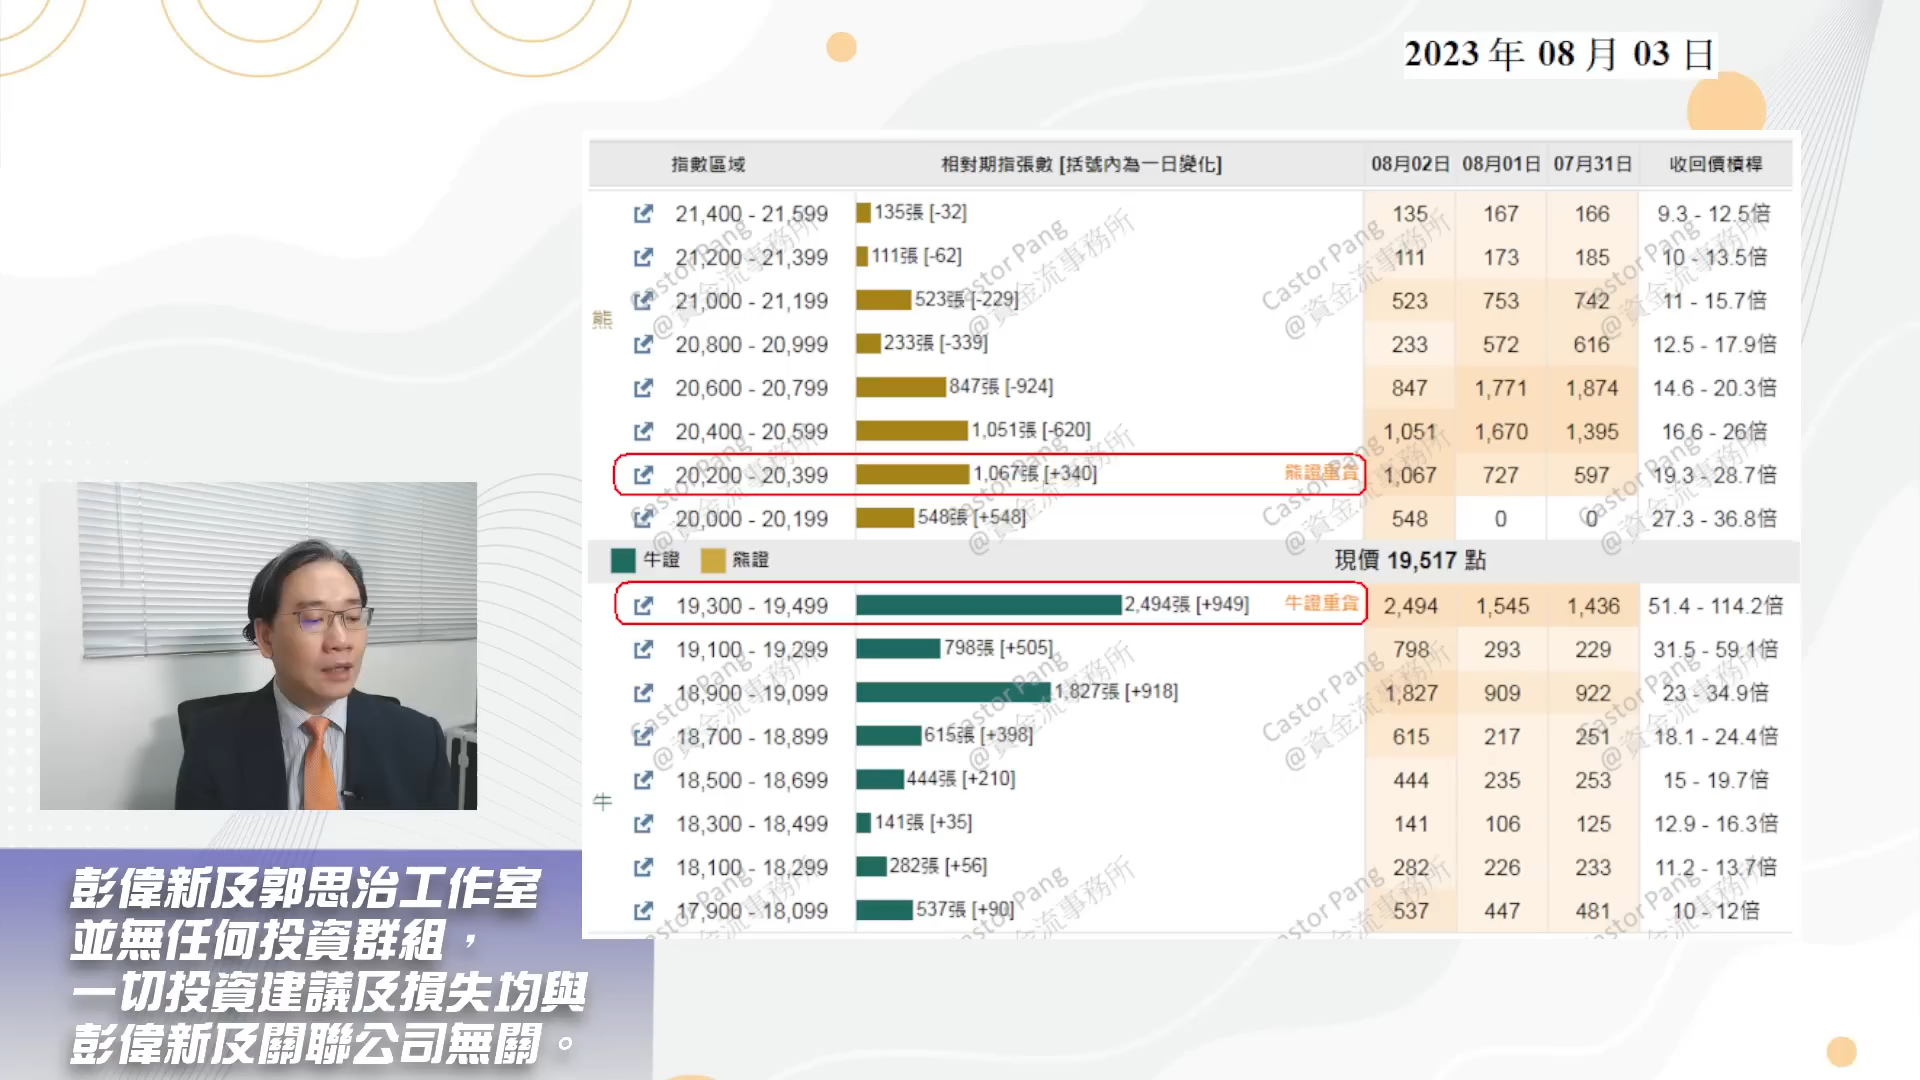 2023 年 08 月 03 日
指數區域 相對期指張數 [括號內為一日變化] 08月02日 08月01日 07月31日 收回價槓桿
21,400 - 21,599 135張 [-32] 135 167 166 9.3 - 12.5倍
21,200 - 21,399 111張 [-62] 111 173 185 10 - 13.5倍
21,000 - 21,199 523張 [-229] 523 753 742 11 - 15.7倍
熊
20,800 - 20,999 233張 [-339] 233 572 616 12.5 - 17.9倍
20,600 - 20,799 847張 [-924] 847 1,771 1,874 14.6 - 20.3倍
20,400 - 20,599 1,051張 [-620] 1,051 1,670 1,395 16.6 - 26倍
20,200 - 20,399 1,067張 [+340] 熊證重貨 1,067 727 597 19.3 - 28.7倍
20,000 - 20,199 548張 [+548] 548 0 0 27.3 - 36.8倍
牛證 熊證 現價 19,517 點
19,300 - 19,499 2,494張 [+949] 牛證重貨 2,494 1,545 1,436 51.4 - 114.2倍
19,100 - 19,299 798張 [+505] 798 293 229 31.5 - 59.1倍
18,900 - 19,099 1,827張 [+918] 1,827 909 922 23 - 34.9倍
18,700 - 18,899 615張 [+398] 615 217 251 18.1 - 24.4倍
18,500 - 18,699 444張 [+210] 444 235 253 15 - 19.7倍
牛
18,300 - 18,499 141張 [+35] 141 106 125 12.9 - 16.3倍
18,100 - 18,299 282張 [+56] 282 226 233 11.2 - 13.7倍
17,900 - 18,099 537張 [+90] 537 447 481 10 - 12倍
Castor Pang
@資金流事務所
彭偉新及郭思治工作室
並無任何投資群組，
一切投資建議及損失均與
彭偉新及關聯公司無關。